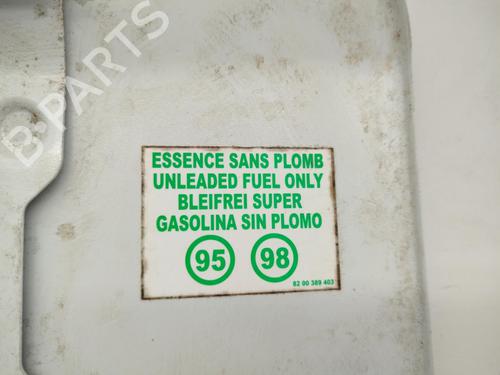 B-PARTS
ESSENCE SANS PLOMB
UNLEADED FUEL ONLY
BLEIFREI SUPER
GASOLINA SIN PLOMO
95 98
82 00 389 403